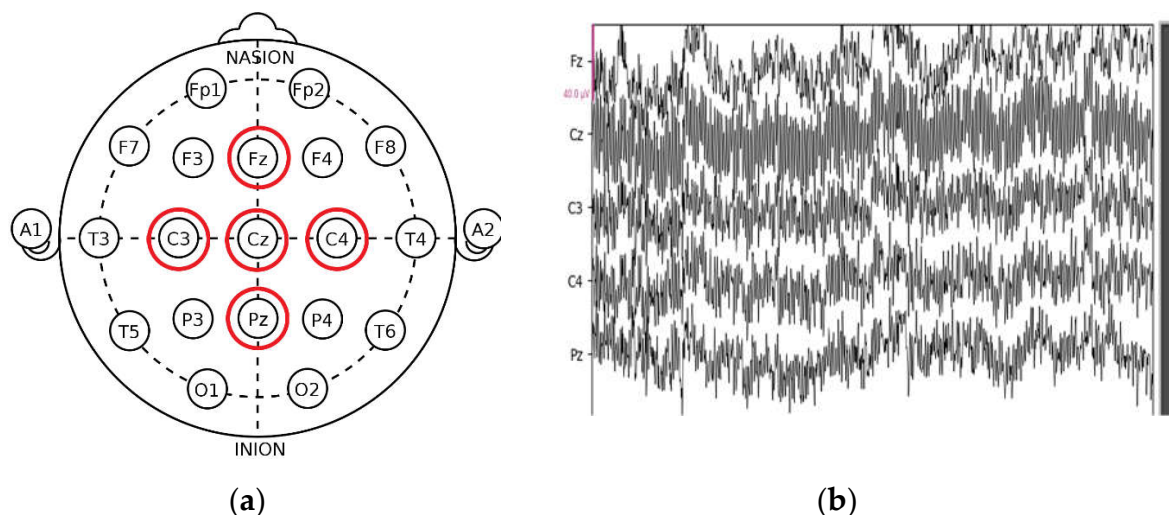 NASION
Fp1 Fp2
F7 F3 Fz F4 F8
A1 T3 C3 Cz C4 T4 A2
T5 P3 Pz P4 T6
O1 O2
INION
(a)
Fz
40.0 µV
Cz
C3
C4
Pz
(b)